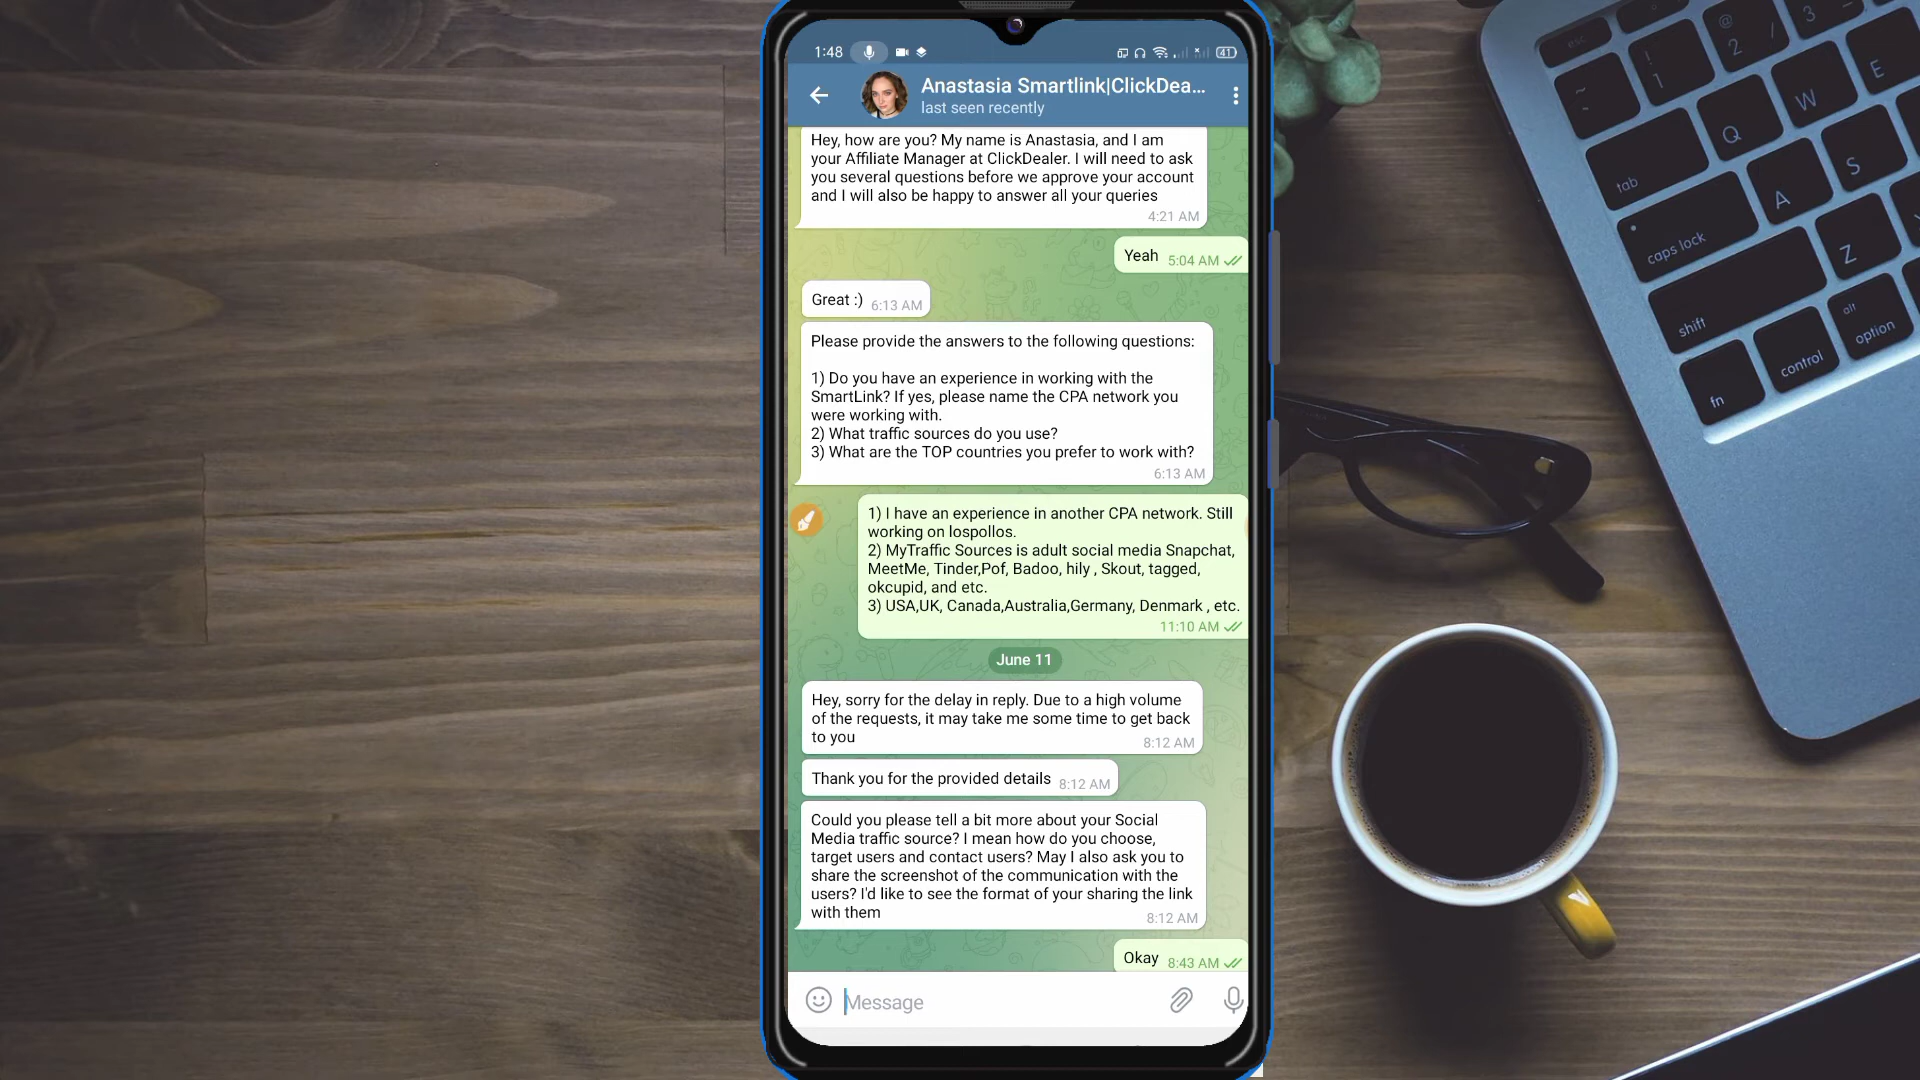 1:48
41
Anastasia Smartlink|ClickDea...
last seen recently
Hey, how are you? My name is Anastasia, and I am
your Affiliate Manager at ClickDealer. I will need to ask
you several questions before we approve your account
and I will also be happy to answer all your queries
4:21 AM
Yeah 5:04 AM
Great :) 6:13 AM
Please provide the answers to the following questions:
1) Do you have an experience in working with the
SmartLink? If yes, please name the CPA network you
were working with.
2) What traffic sources do you use?
3) What are the TOP countries you prefer to work with?
6:13 AM
1) I have an experience in another CPA network. Still
working on lospollos.
2) MyTraffic Sources is adult social media Snapchat,
MeetMe, Tinder,Pof, Badoo, hily , Skout, tagged,
okcupid, and etc.
3) USA,UK, Canada,Australia,Germany, Denmark , etc.
11:10 AM
June 11
Hey, sorry for the delay in reply. Due to a high volume
of the requests, it may take me some time to get back
to you
8:12 AM
Thank you for the provided details 8:12 AM
Could you please tell a bit more about your Social
Media traffic source? I mean how do you choose,
target users and contact users? May I also ask you to
share the screenshot of the communication with the
users? I'd like to see the format of your sharing the link
with them
8:12 AM
Okay 8:43 AM
Message
esc
~
!
1
@
2
3
tab
Q
W
E
caps lock
A
S
shift
Z
fn
control
alt
option